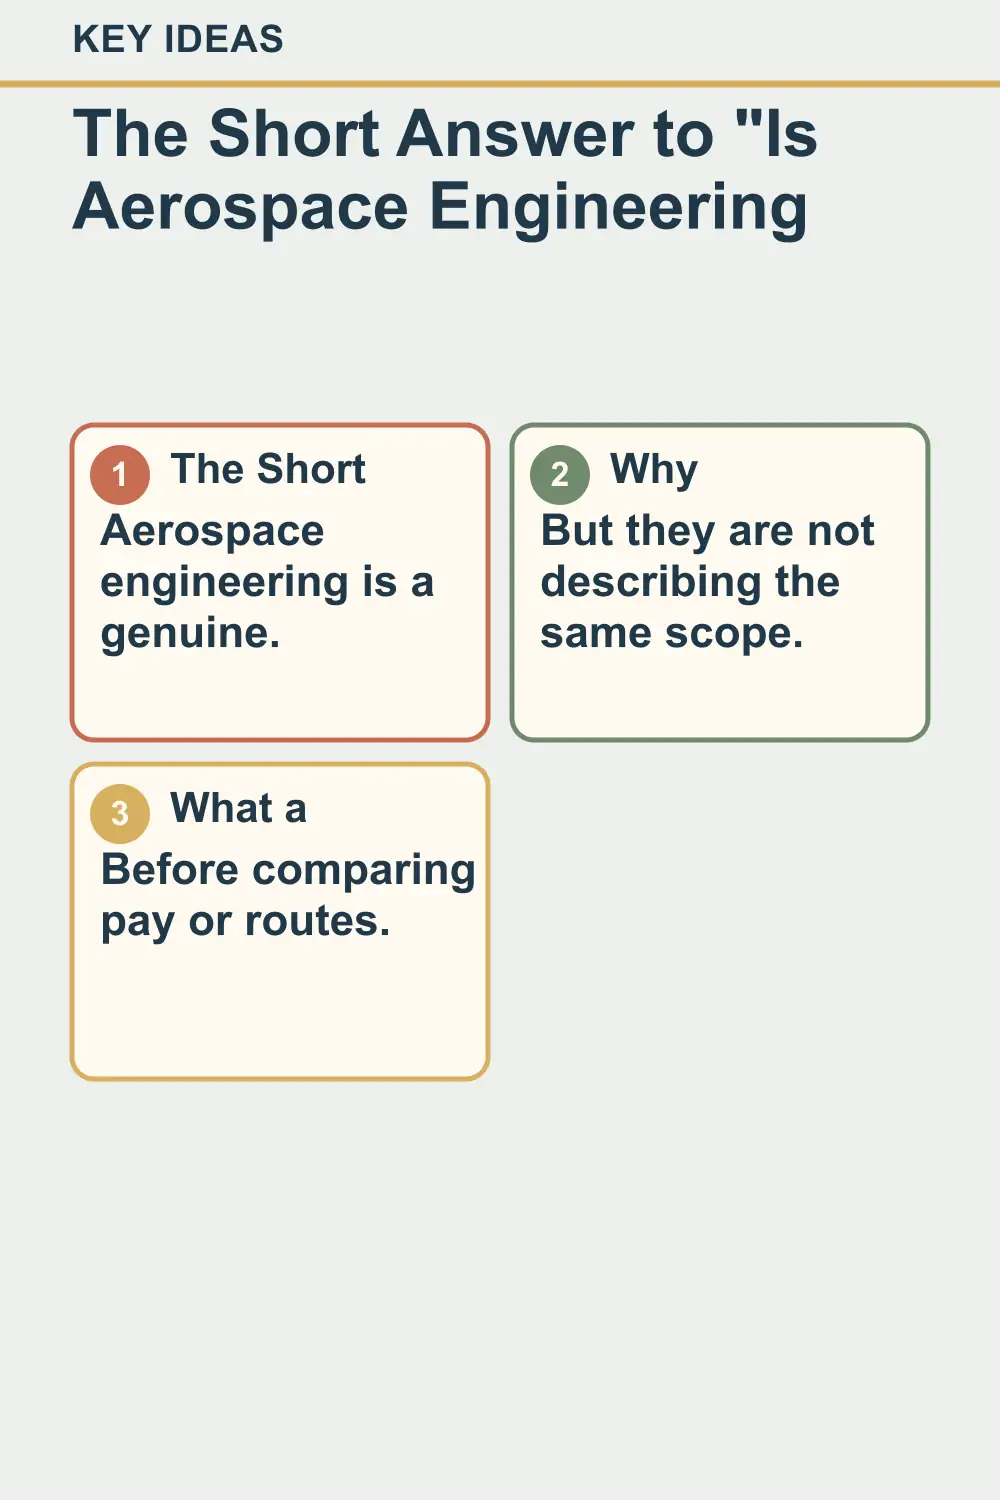 KEY IDEAS
The Short Answer to "Is
Aerospace Engineering
1 The Short
Aerospace
engineering is a
genuine.
2 Why
But they are not
describing the
same scope.
3 What a
Before comparing
pay or routes.